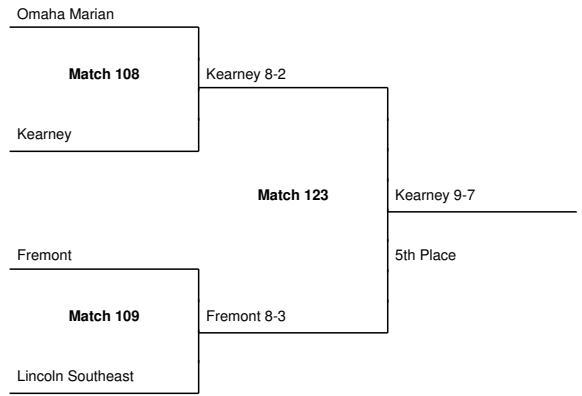 Omaha Marian
Match 108
Kearney 8-2
Kearney
Match 123
Kearney 9-7
Fremont
5th Place
Match 109
Fremont 8-3
Lincoln Southeast